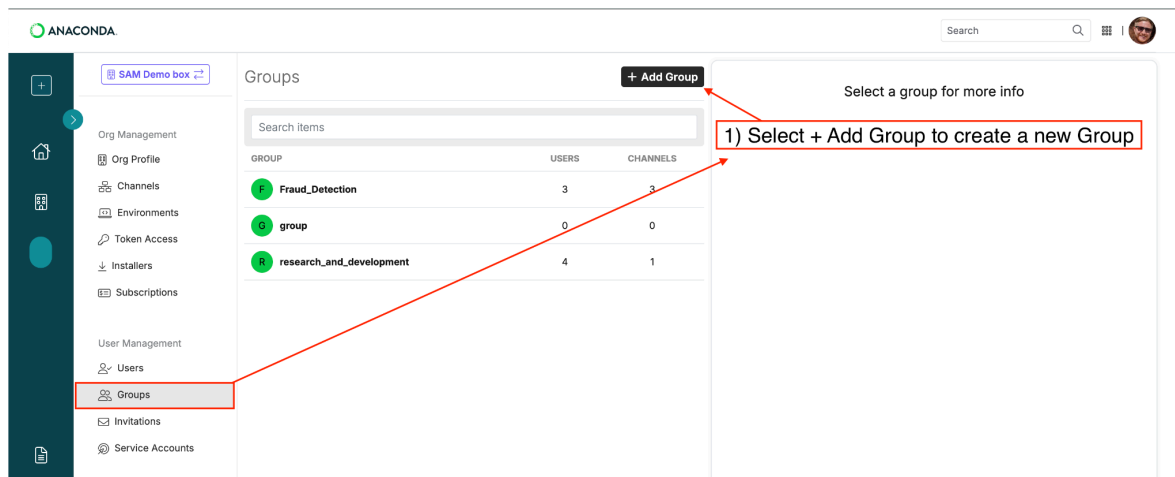 ANACONDA.
Search
SAM Demo box
Groups
+ Add Group
Select a group for more info
Search items
1) Select + Add Group to create a new Group
Org Management
Org Profile
Channels
Environments
Token Access
Installers
Subscriptions
GROUP USERS CHANNELS
F Fraud_Detection 3 3
G group 0 0
R research_and_development 4 1
User Management
Users
Groups
Invitations
Service Accounts